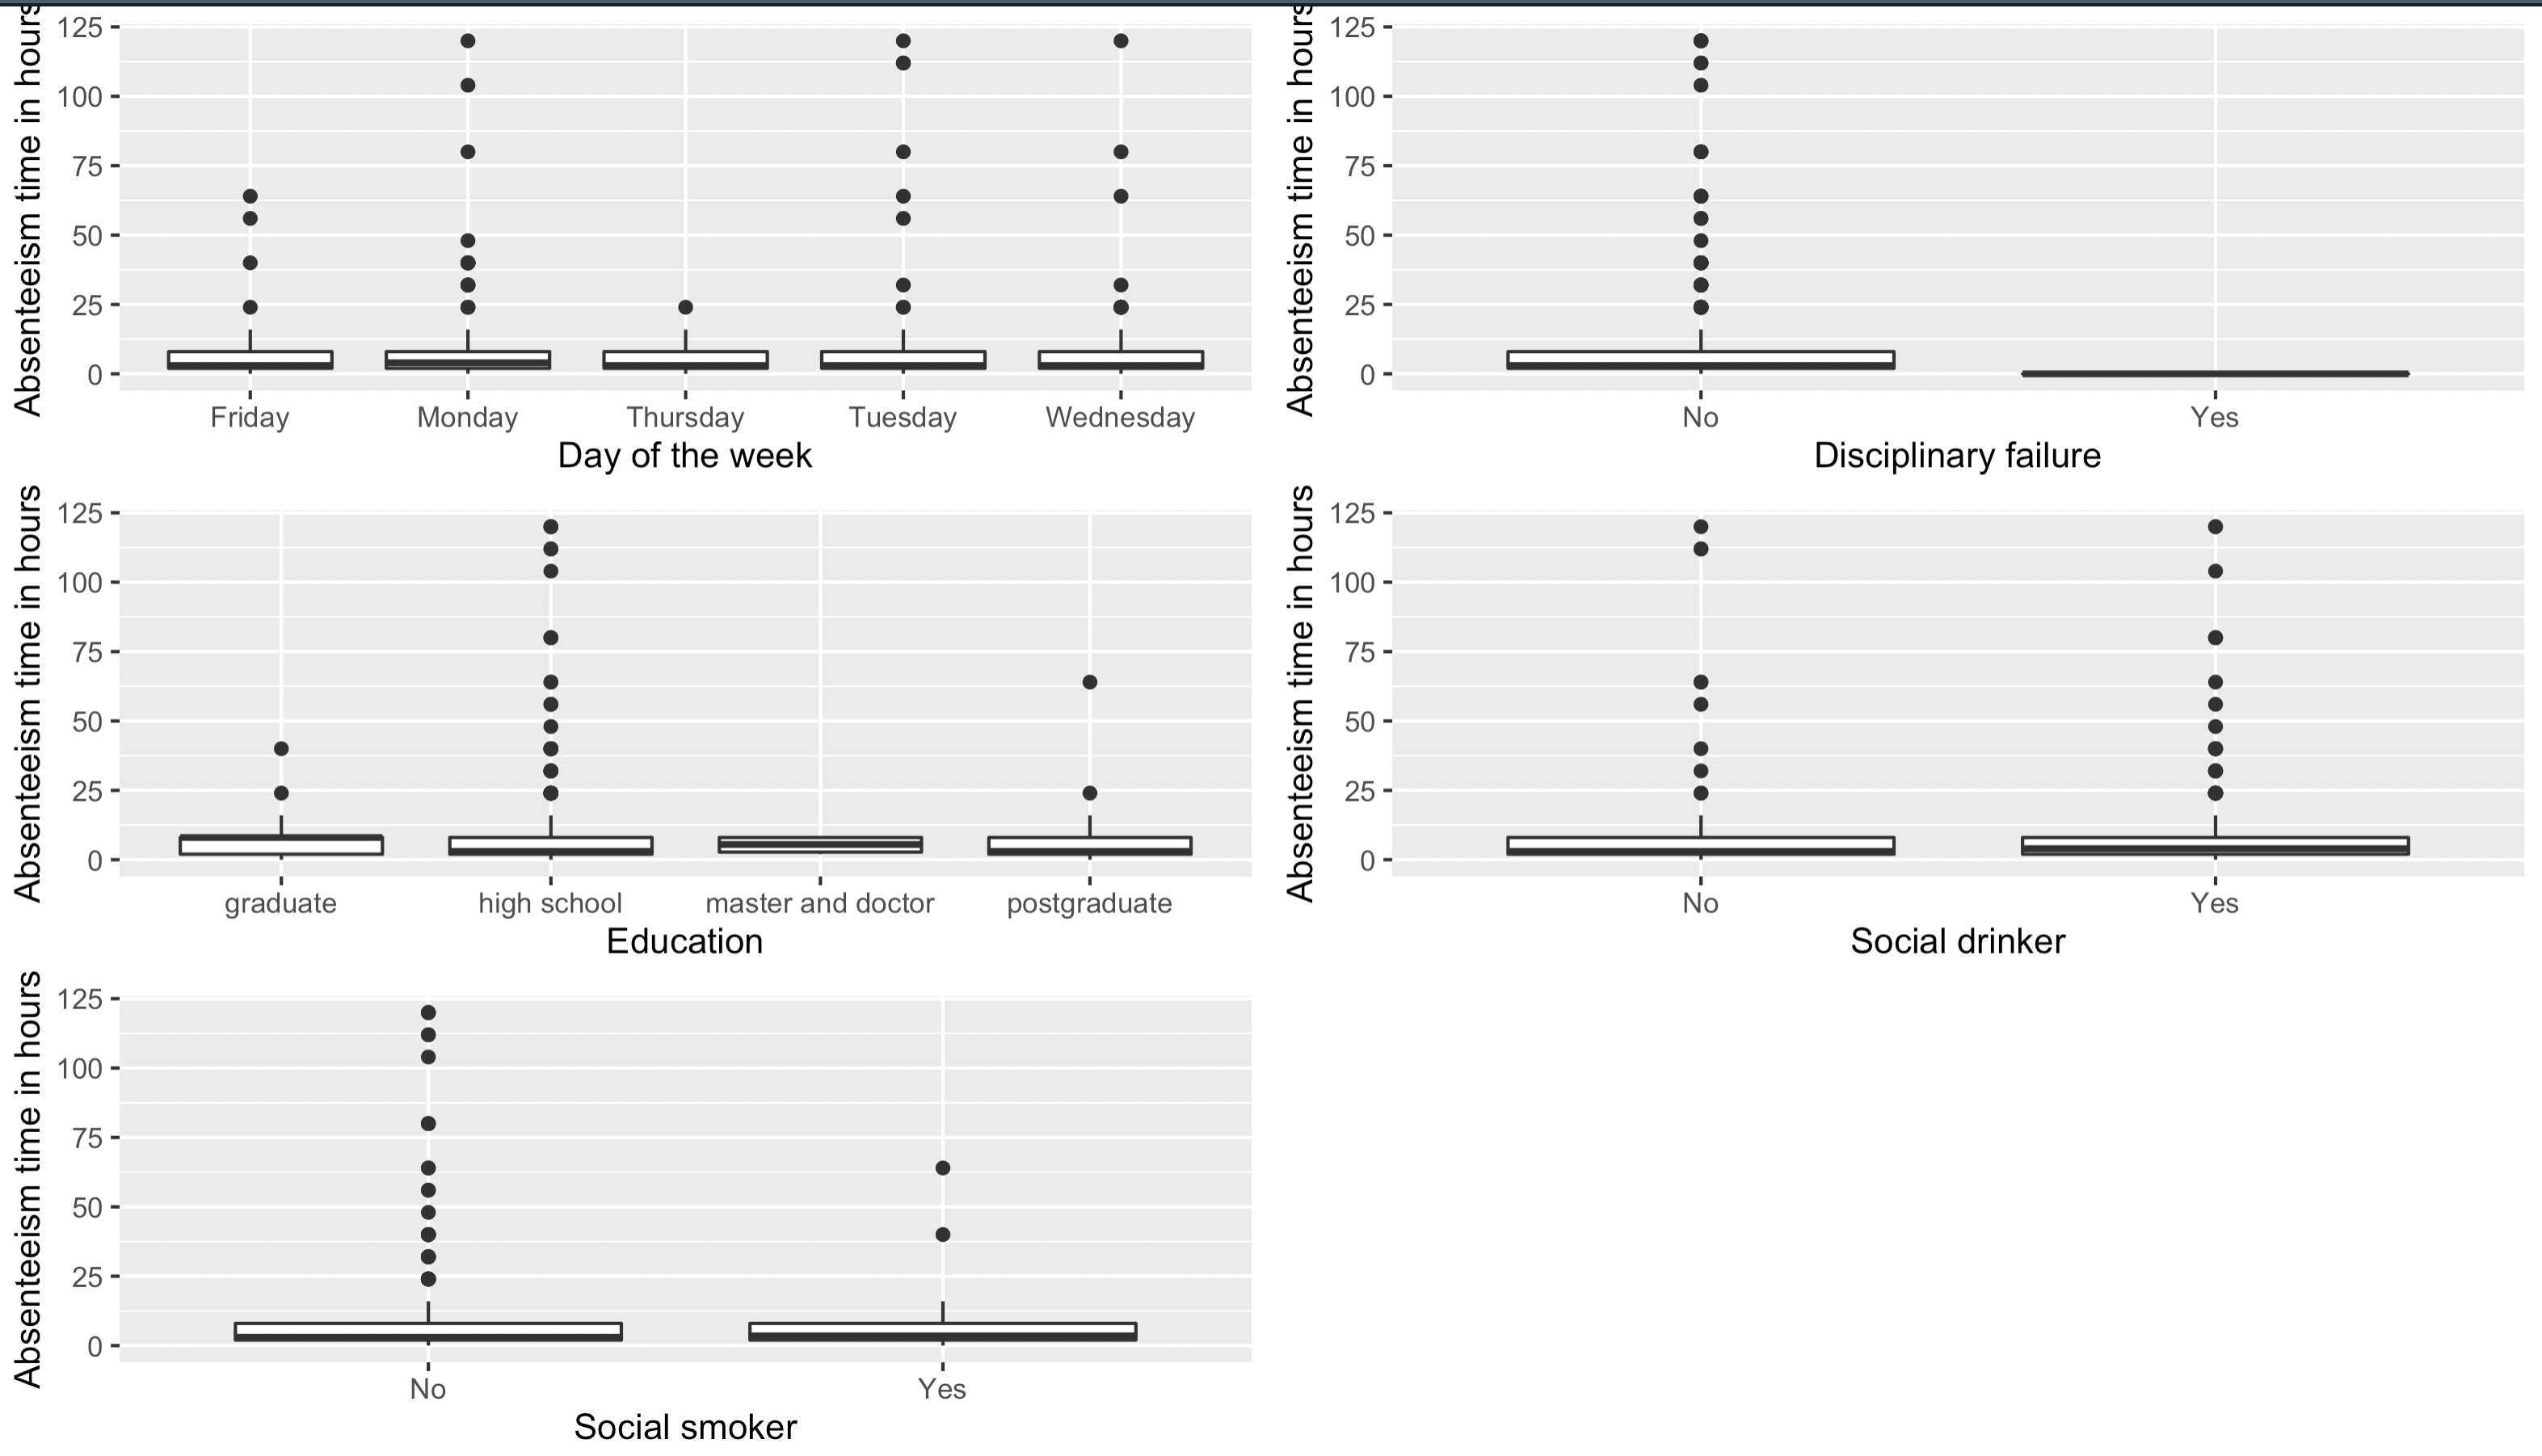 Absenteeism time in hours
125
100
75
50
25
0
Friday Monday Thursday Tuesday Wednesday
Day of the week
Absenteeism time in hours
125
100
75
50
25
0
No Yes
Disciplinary failure
Absenteeism time in hours
125
100
75
50
25
0
graduate high school master and doctor postgraduate
Education
Absenteeism time in hours
125
100
75
50
25
0
No Yes
Social drinker
Absenteeism time in hours
125
100
75
50
25
0
No Yes
Social smoker